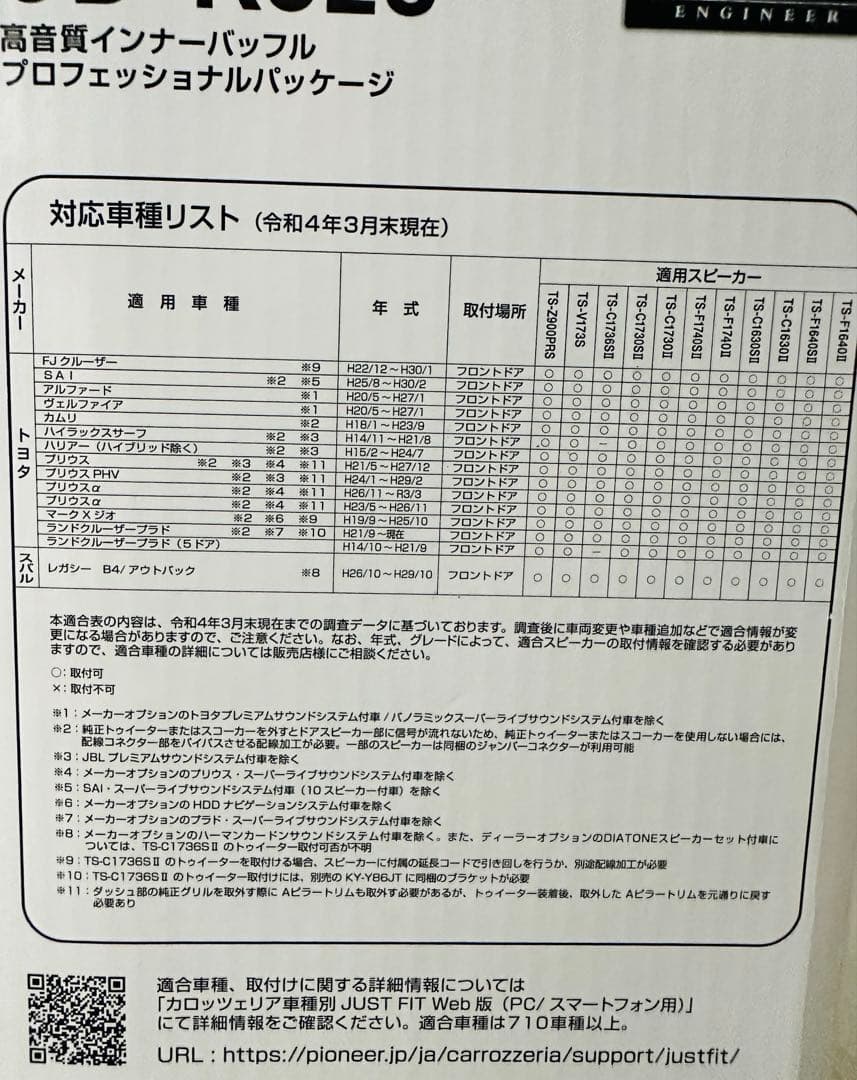 ENGINEER
高音質インナーバッフル
プロフェッショナルパッケージ
対応車種リスト（令和4年3月末現在）
メーカー 適用車種 年式 取付場所 適用スピーカー
TS-Z900PRS TS-V173S TS-C1736SⅡ TS-C1730SⅡ TS-C1730Ⅱ TS-F1740SⅡ TS-F1740Ⅱ TS-C1630SⅡ TS-C1630Ⅱ TS-F1640SⅡ TS-F1640Ⅱ
トヨタ
FJクルーザー ※9 H22/12～H30/1 フロントドア ○ ○ ○ ○ ○ ○ ○ ○ ○ ○ ○
SAI ※2 ※5 H25/8～H30/2 フロントドア ○ ○ ○ ○ ○ ○ ○ ○ ○ ○ ○
アルファード ※1 H20/5～H27/1 フロントドア ○ ○ ○ ○ ○ ○ ○ ○ ○ ○ ○
ヴェルファイア ※1 H20/5～H27/1 フロントドア ○ ○ ○ ○ ○ ○ ○ ○ ○ ○ ○
カムリ ※2 H18/1～H23/9 フロントドア ○ ○ ○ ○ ○ ○ ○ ○ ○ ○ ○
ハイラックスサーフ ※2 ※3 H14/11～H21/8 フロントドア ○ ○ － ○ ○ ○ ○ ○ ○ ○ ○
ハリアー（ハイブリッド除く） ※2 ※3 H15/2～H24/7 フロントドア ○ ○ ○ ○ ○ ○ ○ ○ ○ ○ ○
プリウス ※2 ※3 ※4 ※11 H21/5～H27/12 フロントドア ○ ○ ○ ○ ○ ○ ○ ○ ○ ○ ○
プリウスPHV ※2 ※3 ※11 H24/1～H29/2 フロントドア ○ ○ ○ ○ ○ ○ ○ ○ ○ ○ ○
プリウスα ※2 ※4 ※11 H26/11～R3/3 フロントドア ○ ○ ○ ○ ○ ○ ○ ○ ○ ○ ○
プリウスα ※2 ※4 ※11 H23/5～H26/11 フロントドア ○ ○ ○ ○ ○ ○ ○ ○ ○ ○ ○
マークXジオ ※2 ※6 ※9 H19/9～H25/10 フロントドア ○ ○ ○ ○ ○ ○ ○ ○ ○ ○ ○
ランドクルーザープラド ※2 ※7 ※10 H21/9～現在 フロントドア ○ ○ ○ ○ ○ ○ ○ ○ ○ ○ ○
ランドクルーザープラド（5ドア） H14/10～H21/9 フロントドア ○ ○ － ○ ○ ○ ○ ○ ○ ○ ○
スバル
レガシー B4/アウトバック ※8 H26/10～H29/10 フロントドア ○ ○ ○ ○ ○ ○ ○ ○ ○ ○ ○
本適合表の内容は、令和4年3月末現在までの調査データに基づいております。調査後に車両変更や車種追加などで適合情報が変
更になる場合がありますので、ご注意ください。なお、年式、グレードによって、適合スピーカーの取付情報を確認する必要があり
ますので、適合車種の詳細については販売店様にご相談ください。
○：取付可
×：取付不可
※1：メーカーオプションのトヨタプレミアムサウンドシステム付車/パノラミックスーパーライブサウンドシステム付車を除く
※2：純正トゥイーターまたはスコーカーを外すとドアスピーカー部に信号が流れないため、純正トゥイーターまたはスコーカーを使用しない場合には、
配線コネクター部をバイパスさせる配線加工が必要。一部のスピーカーは同梱のジャンパーコネクターが利用可能
※3：JBLプレミアムサウンドシステム付車を除く
※4：メーカーオプションのプリウス・スーパーライブサウンドシステム付車を除く
※5：SAI・スーパーライブサウンドシステム付車（10スピーカー付車）を除く
※6：メーカーオプションのHDDナビゲーションシステム付車を除く
※7：メーカーオプションのプラド・スーパーライブサウンドシステム付車を除く
※8：メーカーオプションのハーマンカードンサウンドシステム付車を除く。また、ディーラーオプションのDIATONEスピーカーセット付車に
ついては、TS-C1736SⅡのトゥイーター取付可否が不明
※9：TS-C1736SⅡのトゥイーターを取付ける場合、スピーカーに付属の延長コードで引き回しを行うか、別途配線加工が必要
※10：TS-C1736SⅡのトゥイーター取付けには、別売のKY-Y86JTに同梱のブラケットが必要
※11：ダッシュ部の純正グリルを取外す際にAピラートリムも取外す必要があるが、トゥイーター装着後、取外したAピラートリムを元通りに戻す
必要あり
適合車種、取付けに関する詳細情報については
「カロッツェリア車種別JUST FIT Web版（PC/スマートフォン用）」
にて詳細情報をご確認ください。適合車種は710車種以上。
URL：https://pioneer.jp/ja/carrozzeria/support/justfit/